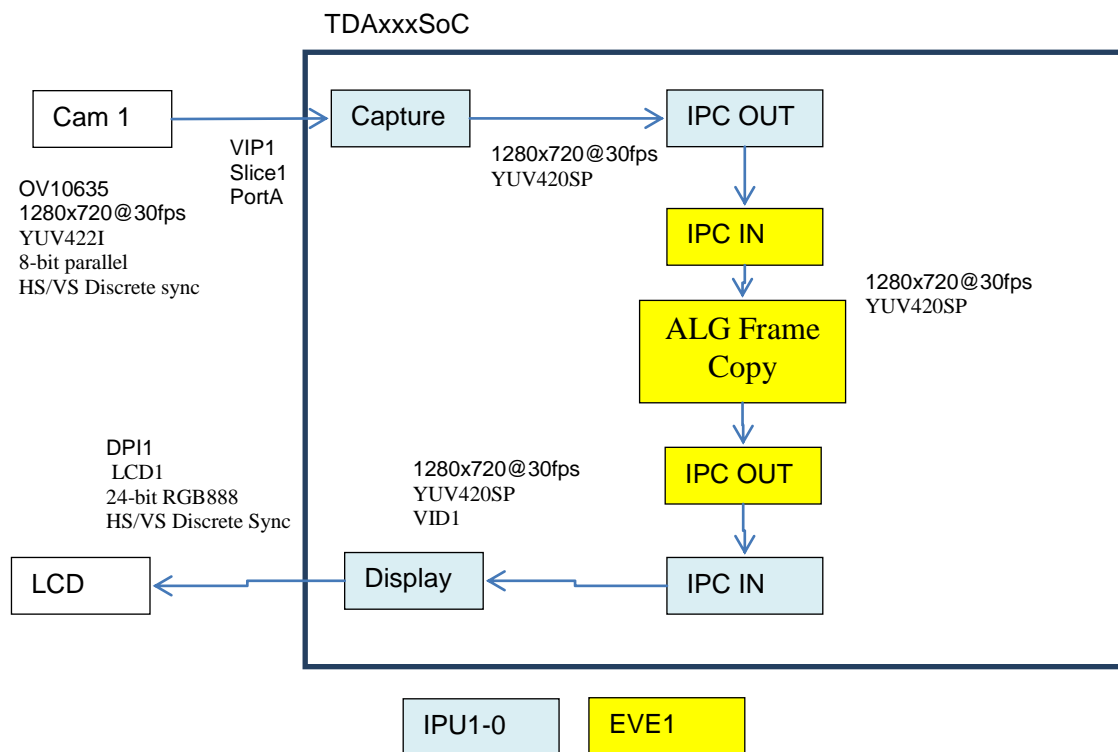 TDAxxxSoC
Cam 1
Capture
IPC OUT
VIP1
Slice1
PortA
1280x720@30fps
YUV420SP
OV10635
1280x720@30fps
YUV422I
8-bit parallel
HS/VS Discrete sync
IPC IN
1280x720@30fps
YUV420SP
ALG Frame
Copy
IPC OUT
DPI1
LCD1
24-bit RGB888
HS/VS Discrete Sync
1280x720@30fps
YUV420SP
VID1
LCD
Display
IPC IN
IPU1-0
EVE1